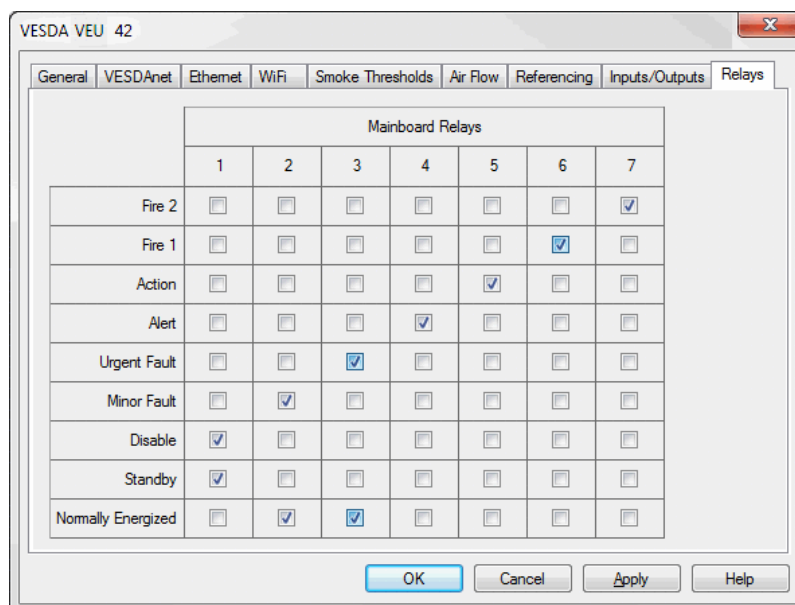 VESDA VEU 42
General VESDAnet Ethernet WiFi Smoke Thresholds Air Flow Referencing Inputs/Outputs Relays
Mainboard Relays
1 2 3 4 5 6 7
Fire 2
Fire 1
Action
Alert
Urgent Fault
Minor Fault
Disable
Standby
Normally Energized
OK Cancel Apply Help